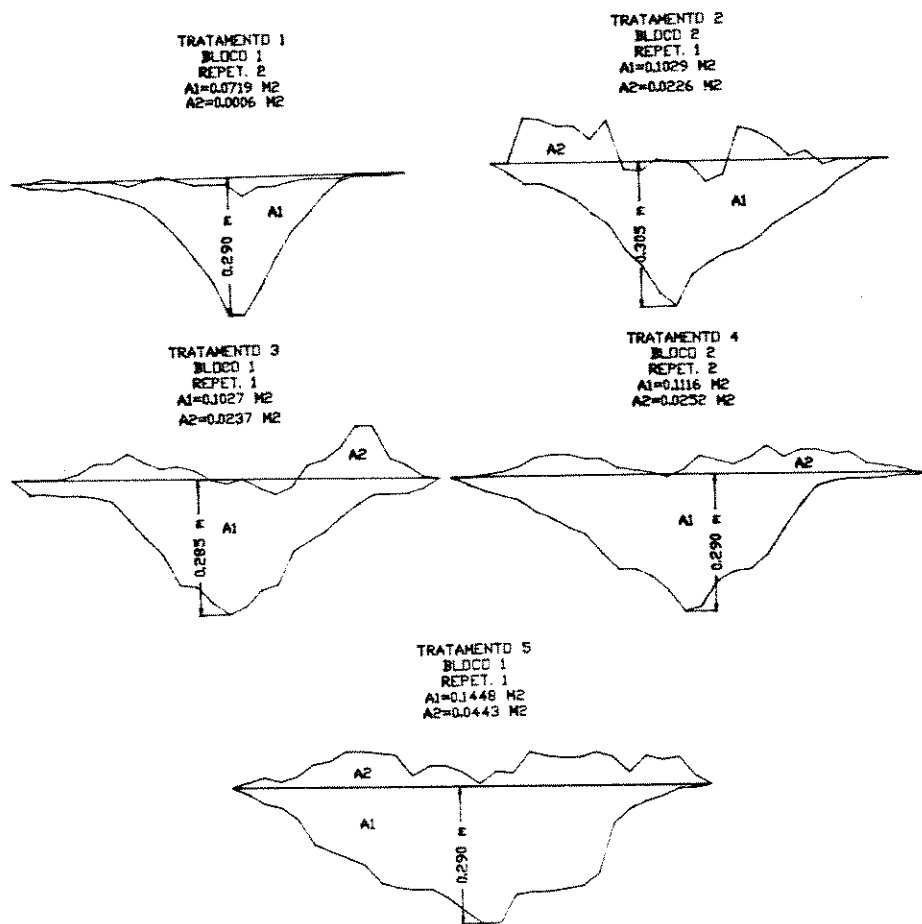 TRATAMENTO 1
BLOCO 1
REPET. 2
A1=0.0719 M2
A2=0.0006 M2
A1
0.290 m
TRATAMENTO 2
BLOCO 2
REPET. 1
A1=0.1029 M2
A2=0.0226 M2
A2
A1
0.305 m
TRATAMENTO 3
BLOCO 1
REPET. 1
A1=0.1027 M2
A2=0.0237 M2
A2
A1
0.285 m
TRATAMENTO 4
BLOCO 2
REPET. 2
A1=0.1116 M2
A2=0.0252 M2
A2
A1
0.290 m
TRATAMENTO 5
BLOCO 1
REPET. 1
A1=0.1448 M2
A2=0.0443 M2
A2
A1
0.290 m